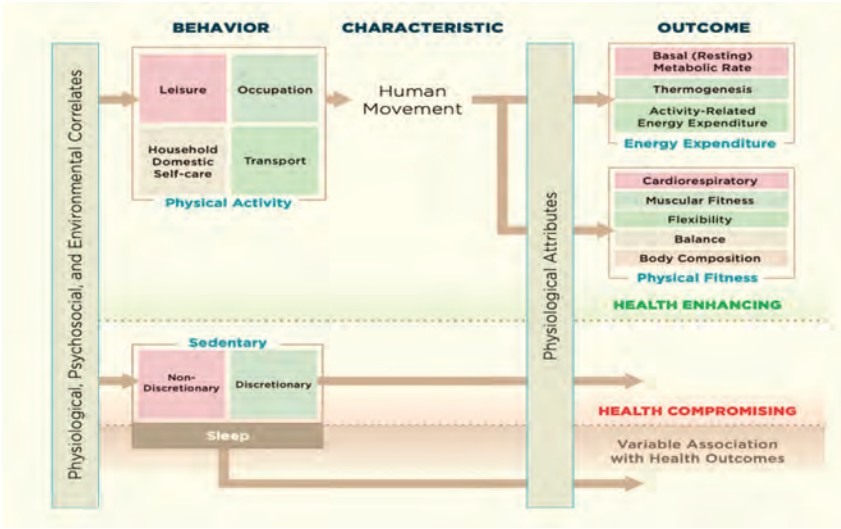 BEHAVIOR
CHARACTERISTIC
OUTCOME
Physiological, Psychosocial, and Environmental Correlates
Leisure
Occupation
Household
Domestic
Self-care
Transport
Physical Activity
Human
Movement
Physiological Attributes
Basal (Resting)
Metabolic Rate
Thermogenesis
Activity-Related
Energy Expenditure
Energy Expenditure
Cardiorespiratory
Muscular Fitness
Flexibility
Balance
Body Composition
Physical Fitness
HEALTH ENHANCING
Sedentary
Non-
Discretionary
Discretionary
HEALTH COMPROMISING
Sleep
Variable Association
with Health Outcomes